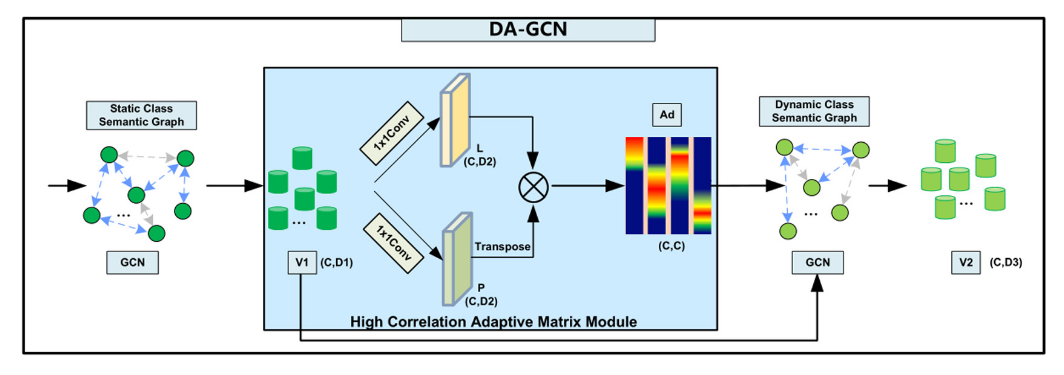 DA-GCN
Static Class
Semantic Graph
...
GCN
...
V1
(C,D1)
1x1Conv
1x1Conv
L
(C,D2)
P
(C,D2)
Transpose
Ad
(C,C)
High Correlation Adaptive Matrix Module
Dynamic Class
Semantic Graph
...
GCN
...
V2
(C,D3)